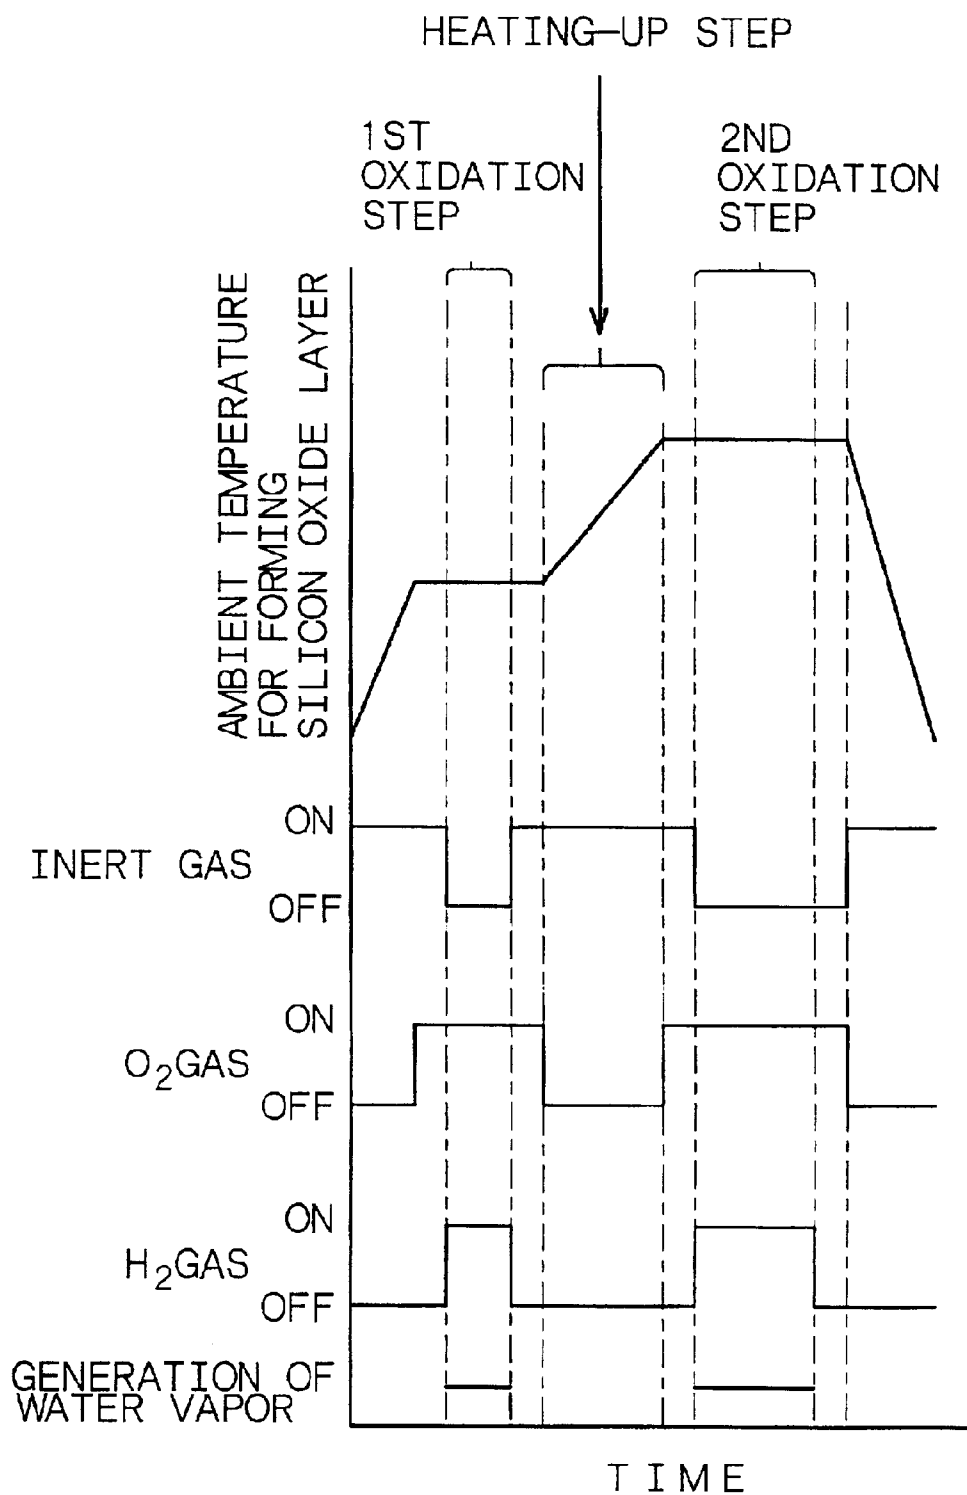 HEATING-UP STEP
1ST
OXIDATION
STEP
2ND
OXIDATION
STEP
AMBIENT TEMPERATURE
FOR FORMING
SILICON OXIDE LAYER
ON
INERT GAS
OFF
ON
O2GAS
OFF
ON
H2GAS
OFF
GENERATION OF
WATER VAPOR
TIME